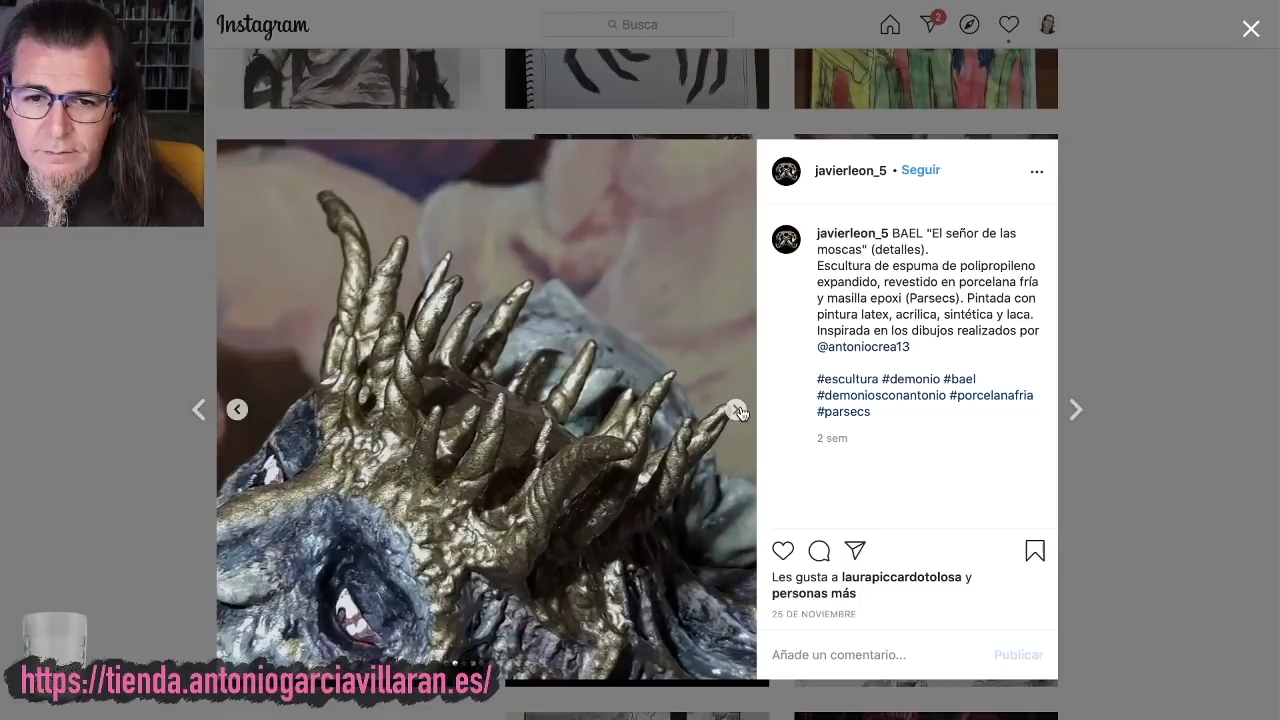 Instagram
Busca
2
javierleon_5 • Seguir
javierleon_5 BAEL "El señor de las
moscas" (detalles).
Escultura de espuma de polipropileno
expandido, revestido en porcelana fría
y masilla epoxi (Parsecs). Pintada con
pintura latex, acrilica, sintética y laca.
Inspirada en los dibujos realizados por
@antoniocrea13
#escultura #demonio #bael
#demoniosconantonio #porcelanafria
#parsecs
2 sem
Les gusta a laurapiccardotolosa y
personas más
25 DE NOVIEMBRE
Añade un comentario...
Publicar
https://tienda.antoniogarciavillaran.es/